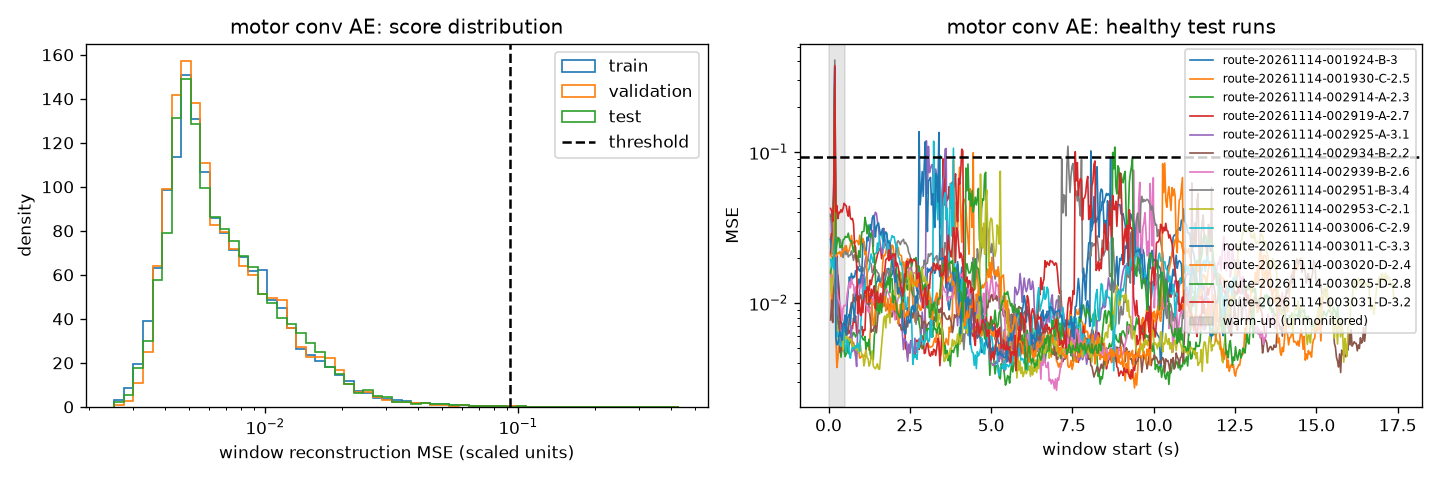 motor conv AE: score distribution
160
140
120
100
80
60
40
20
0
density
10⁻²
10⁻¹
window reconstruction MSE (scaled units)
train
validation
test
threshold
motor conv AE: healthy test runs
10⁻¹
10⁻²
MSE
0.0
2.5
5.0
7.5
10.0
12.5
15.0
17.5
window start (s)
route-20261114-001924-B-3
route-20261114-001930-C-2.5
route-20261114-002914-A-2.3
route-20261114-002919-A-2.7
route-20261114-002925-A-3.1
route-20261114-002934-B-2.2
route-20261114-002939-B-2.6
route-20261114-002951-B-3.4
route-20261114-002953-C-2.1
route-20261114-003006-C-2.9
route-20261114-003011-C-3.3
route-20261114-003020-D-2.4
route-20261114-003025-D-2.8
route-20261114-003031-D-3.2
warm-up (unmonitored)